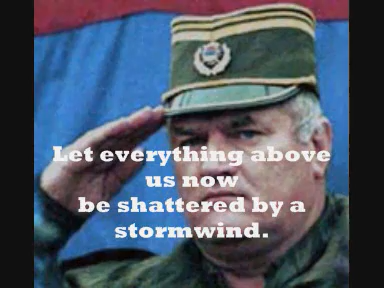 Let everything above
us now
be shattered by a
stormwind.